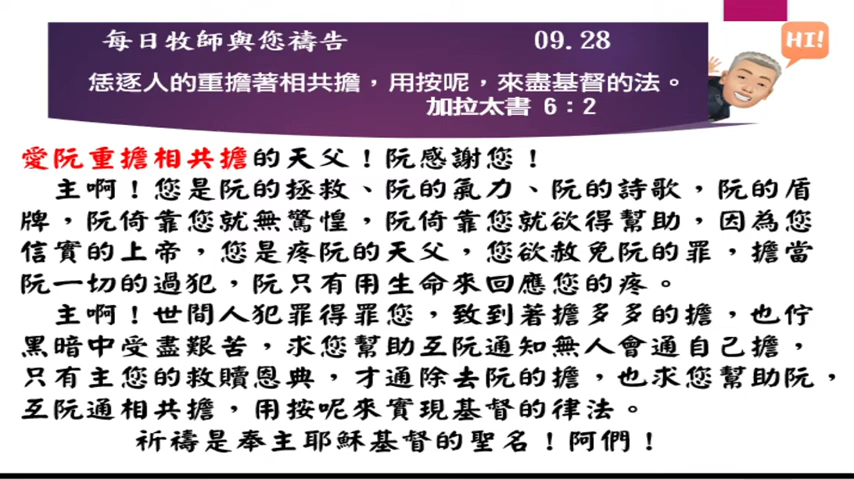 每日牧師與您禱告 09.28
HI!
恁逐人的重擔著相共擔，用按呢，來盡基督的法。
加拉太書 6：2
愛阮重擔相共擔的天父！阮感謝您！
主啊！您是阮的拯救、阮的氣力、阮的詩歌，阮的盾
牌，阮倚靠您就無驚惶，阮倚靠您就欲得幫助，因為您
信實的上帝，您是疼阮的天父，您欲赦免阮的罪，擔當
阮一切的過犯，阮只有用生命來回應您的疼。
主啊！世間人犯罪得罪您，致到著擔多多的擔，也佇
黑暗中受盡艱苦，求您幫助互阮通知無人會通自己擔，
只有主您的救贖恩典，才通除去阮的擔，也求您幫助阮，
互阮通相共擔，用按呢來實現基督的律法。
祈禱是奉主耶穌基督的聖名！阿們！